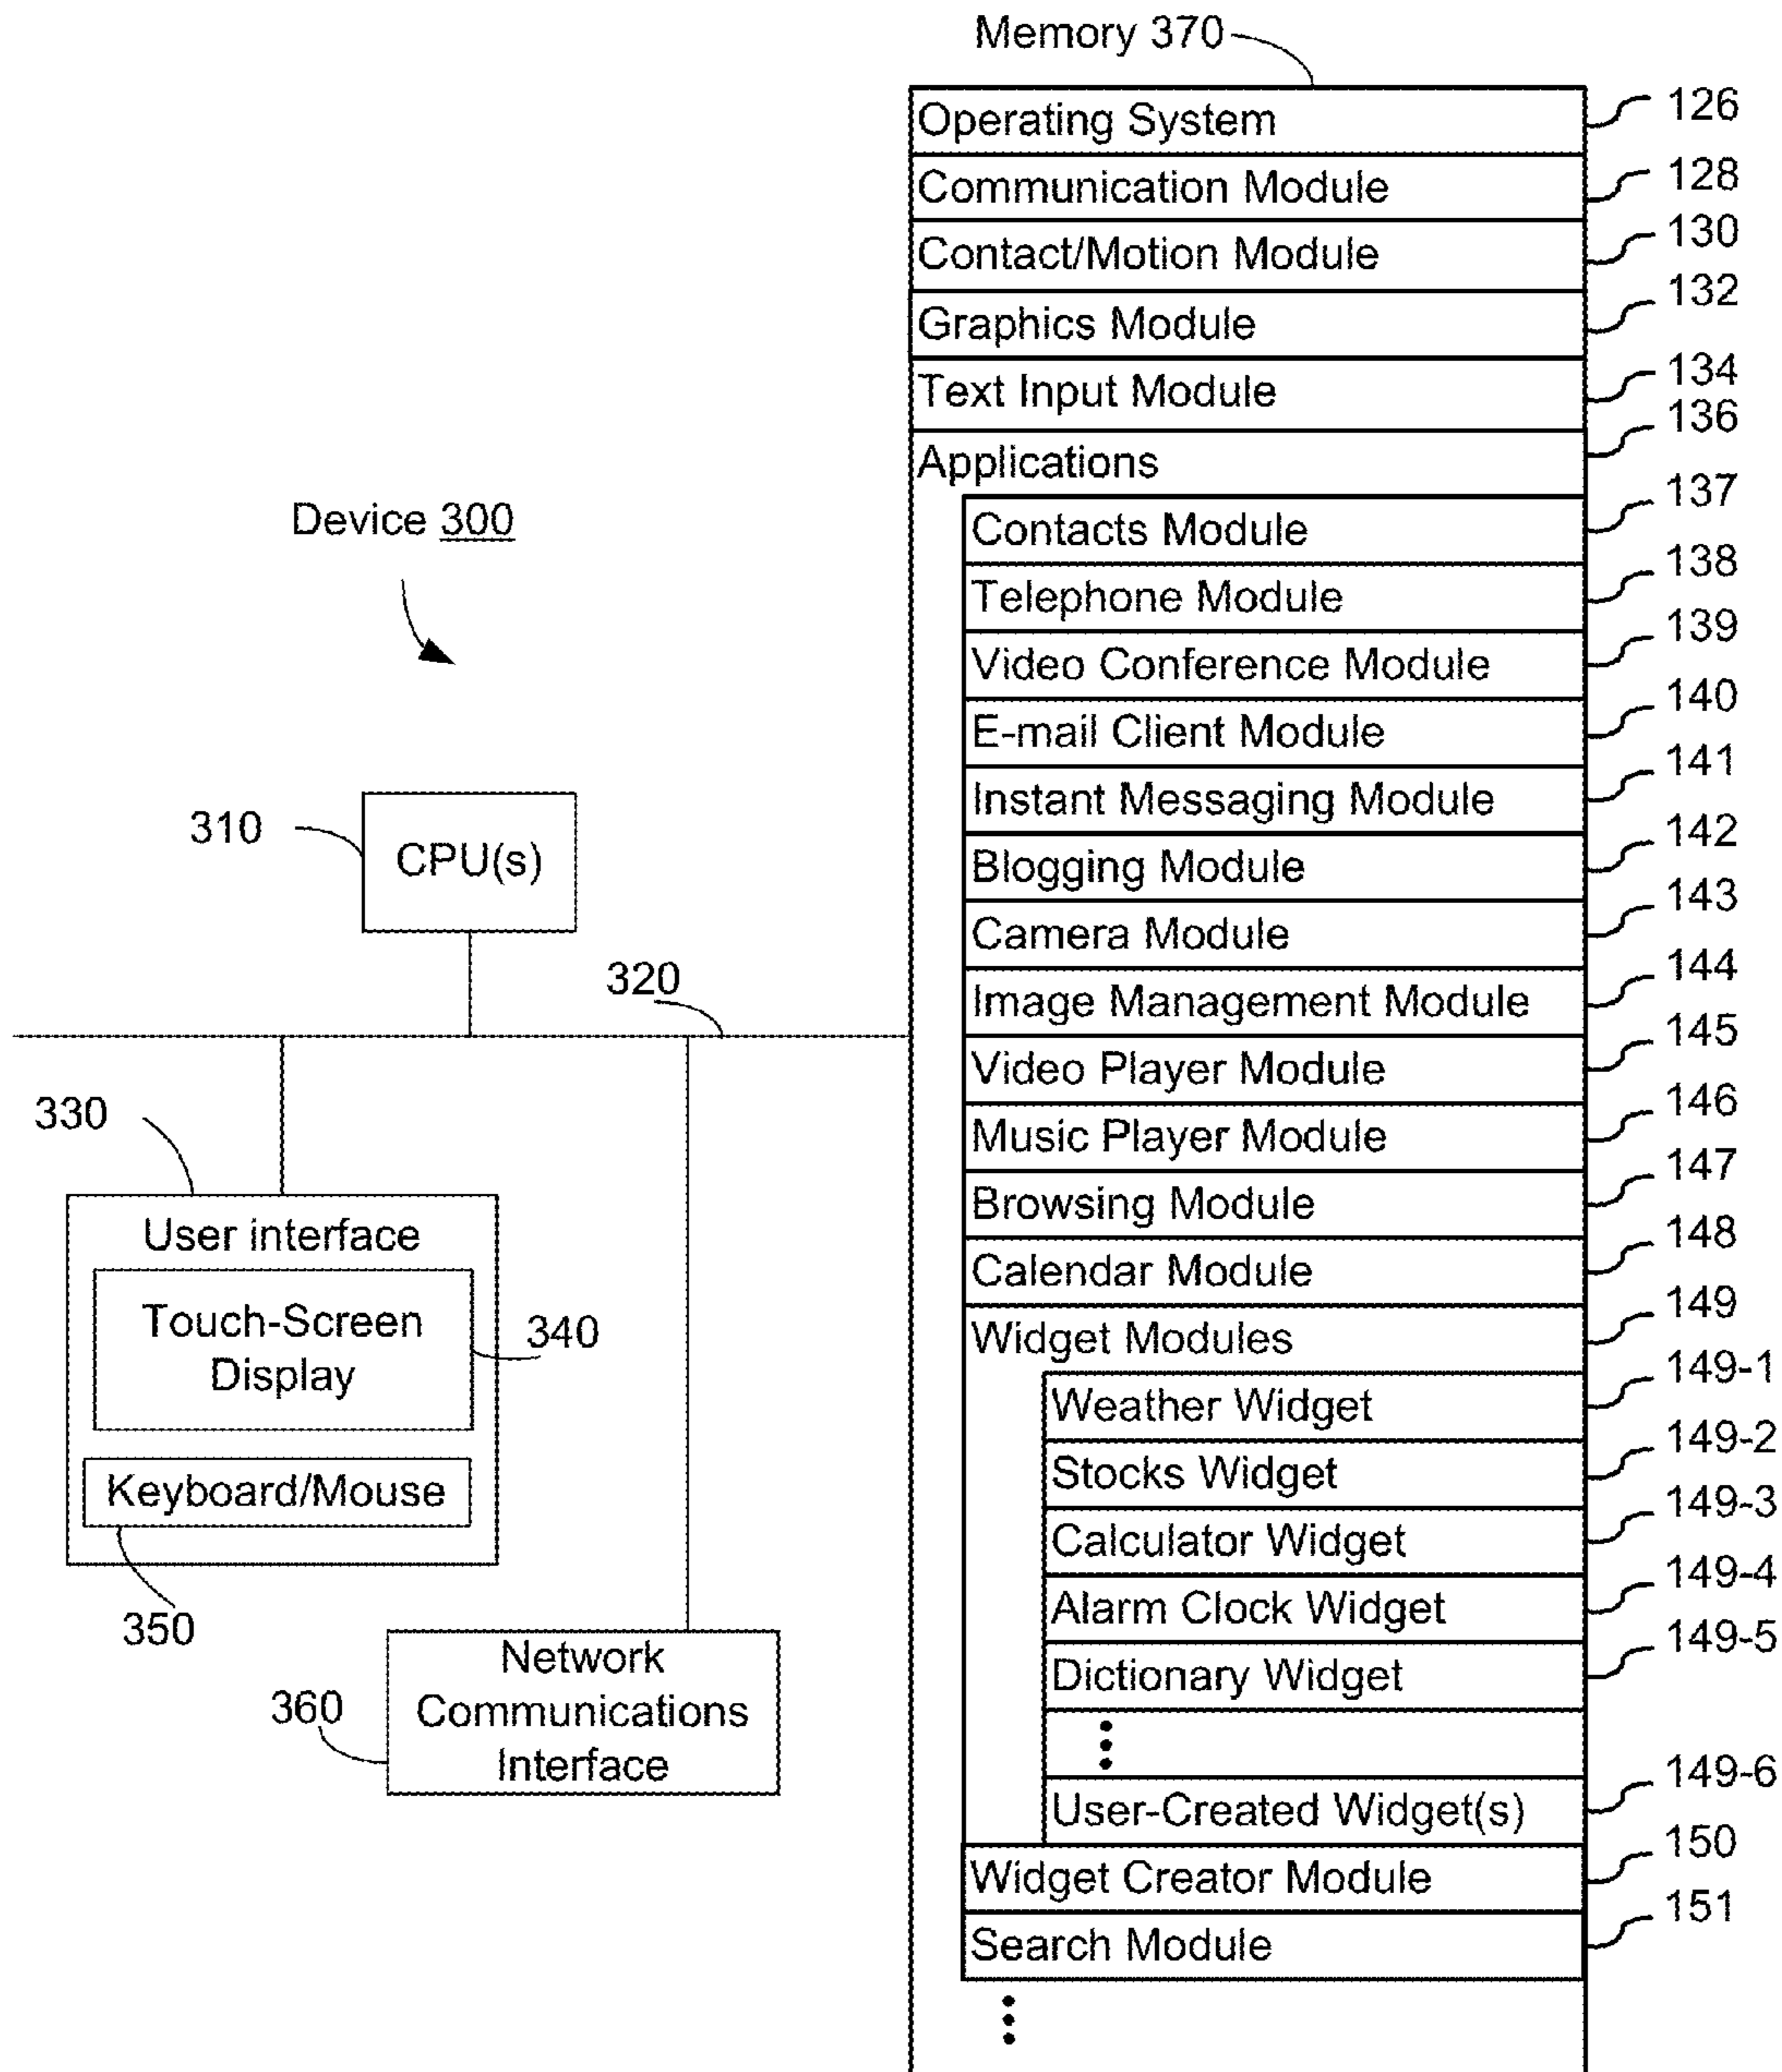 Memory 370
Operating System 126
Communication Module 128
Contact/Motion Module 130
Graphics Module 132
Text Input Module 134
Applications 136
Contacts Module 137
Telephone Module 138
Video Conference Module 139
E-mail Client Module 140
Instant Messaging Module 141
Blogging Module 142
Camera Module 143
Image Management Module 144
Video Player Module 145
Music Player Module 146
Browsing Module 147
Calendar Module 148
Widget Modules 149
Weather Widget 149-1
Stocks Widget 149-2
Calculator Widget 149-3
Alarm Clock Widget 149-4
Dictionary Widget 149-5
User-Created Widget(s) 149-6
Widget Creator Module 150
Search Module 151
Device 300
310
CPU(s)
320
330
User interface
Touch-Screen
Display
340
Keyboard/Mouse
350
Network
Communications
Interface
360